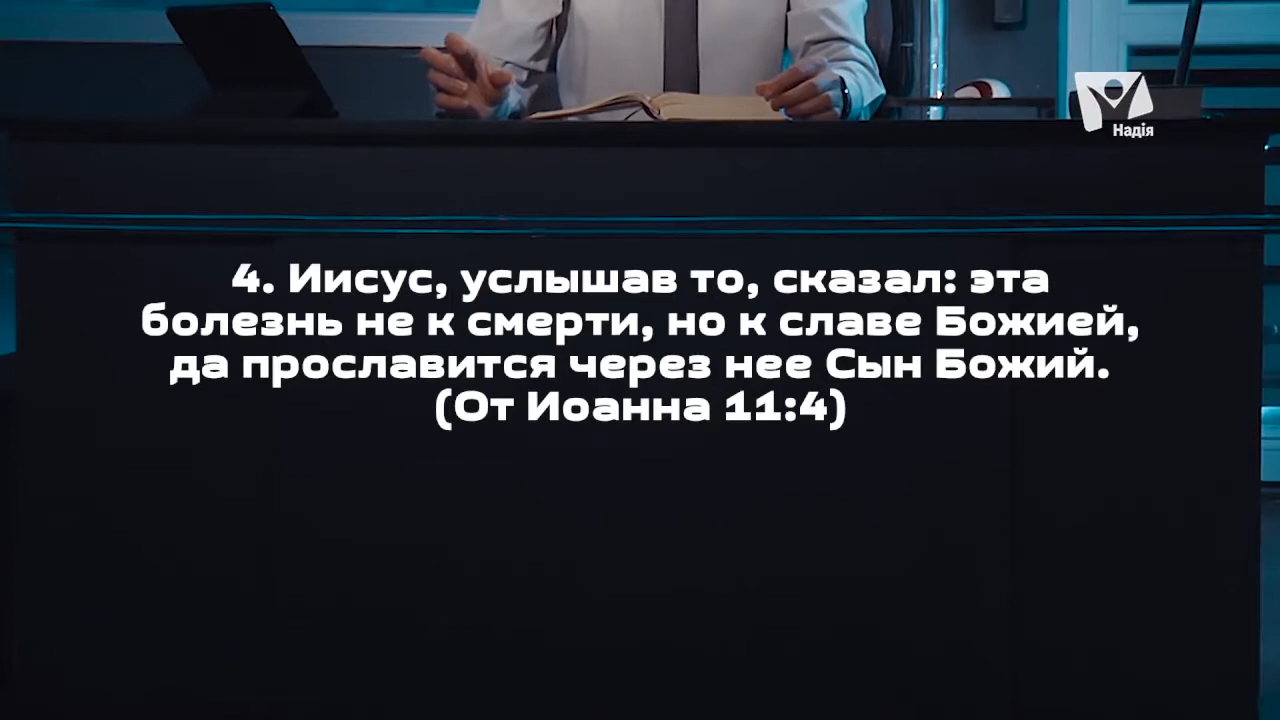 Надія
4. Иисус, услышав то, сказал: эта
болезнь не к смерти, но к славе Божией,
да прославится через нее Сын Божий.
(От Иоанна 11:4)